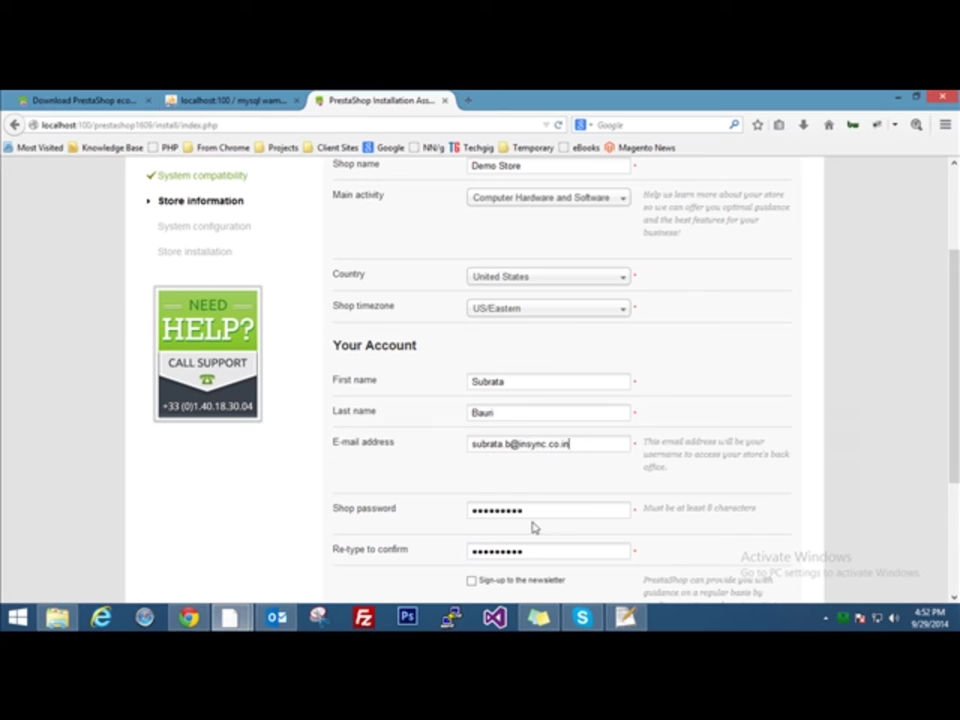 Download PrestaShop eco...
localhost:100 / mysql wam...
PrestaShop Installation Ass...
localhost:100/prestashop1609/install/index.php
Google
Most Visited Knowledge Base PHP From Chrome Projects Client Sites Google NN/g Techgig Temporary eBooks Magento News
System compatibility
Store information
System configuration
Store installation
NEED
HELP?
CALL SUPPORT
+33 (0)1.40.18.30.04
Shop name Demo Store *
Main activity Computer Hardware and Software *
Help us learn more about your store
so we can offer you optimal guidance
and the best features for your
business!
Country United States *
Shop timezone US/Eastern *
Your Account
First name Subrata *
Last name Bauri *
E-mail address subrata.b@insync.co.in *
This email address will be your
username to access your store's back
office.
Shop password ••••••••• * Must be at least 8 characters
Re-type to confirm ••••••••• *
Sign-up to the newsletter
PrestaShop can provide you with
guidance on a regular basis by
Activate Windows
Go to PC settings to activate Windows.
4:52 PM
9/29/2014